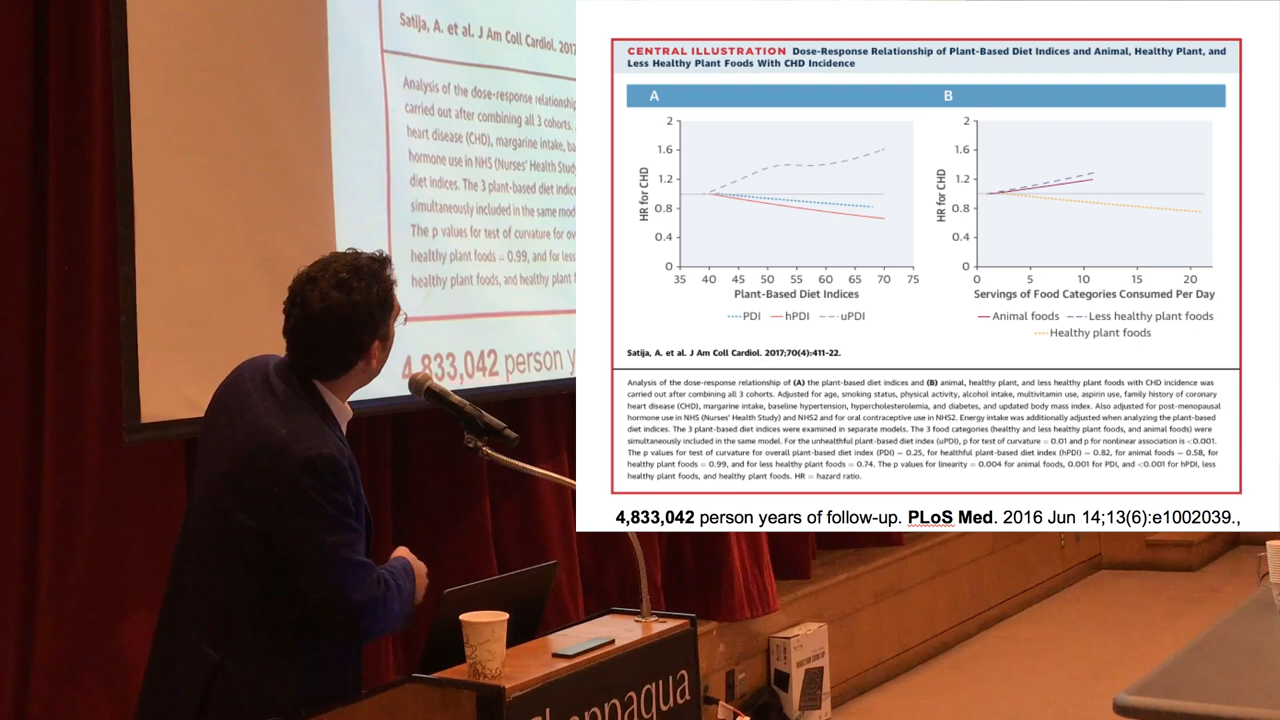 Satija, A. et al. J Am Coll Cardiol. 2017
Analysis of the dose-response relationship
carried out after combining all 3 cohorts.
heart disease (CHD), margarine intake, ba
hormone use in NHS (Nurses' Health Study
diet indices. The 3 plant-based diet indice
simultaneously included in the same mod
The p values for test of curvature for ov
healthy plant foods = 0.99, and for less
healthy plant foods, and healthy plant f
4,833,042 person y
CENTRAL ILLUSTRATION Dose-Response Relationship of Plant-Based Diet Indices and Animal, Healthy Plant, and
Less Healthy Plant Foods With CHD Incidence
A
2
1.6
1.2
0.8
0.4
0
HR for CHD
35 40 45 50 55 60 65 70 75
Plant-Based Diet Indices
PDI hPDI uPDI
B
2
1.6
1.2
0.8
0.4
0
HR for CHD
0 5 10 15 20
Servings of Food Categories Consumed Per Day
Animal foods Less healthy plant foods
Healthy plant foods
Satija, A. et al. J Am Coll Cardiol. 2017;70(4):411-22.
Analysis of the dose-response relationship of (A) the plant-based diet indices and (B) animal, healthy plant, and less healthy plant foods with CHD incidence was
carried out after combining all 3 cohorts. Adjusted for age, smoking status, physical activity, alcohol intake, multivitamin use, aspirin use, family history of coronary
heart disease (CHD), margarine intake, baseline hypertension, hypercholesterolemia, and diabetes, and updated body mass index. Also adjusted for post-menopausal
hormone use in NHS (Nurses' Health Study) and NHS2 and for oral contraceptive use in NHS2. Energy intake was additionally adjusted when analyzing the plant-based
diet indices. The 3 plant-based diet indices were examined in separate models. The 3 food categories (healthy and less healthy plant foods, and animal foods) were
simultaneously included in the same model. For the unhealthful plant-based diet index (uPDI), p for test of curvature = 0.01 and p for nonlinear association is <0.001.
The p values for test of curvature for overall plant-based diet index (PDI) = 0.25, for healthful plant-based diet index (hPDI) = 0.82, for animal foods = 0.58, for
healthy plant foods = 0.99, and for less healthy plant foods = 0.74. The p values for linearity = 0.004 for animal foods, 0.001 for PDI, and <0.001 for hPDI, less
healthy plant foods, and healthy plant foods. HR = hazard ratio.
4,833,042 person years of follow-up. PLoS Med. 2016 Jun 14;13(6):e1002039.,
Chappaqua